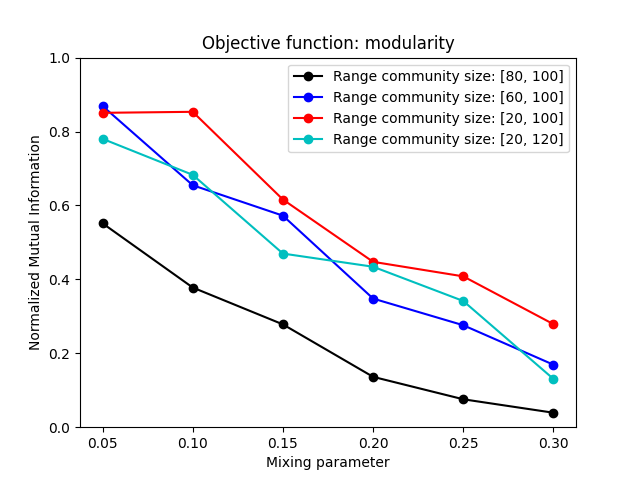 Objective function: modularity
1.0
0.8
0.6
0.4
0.2
0.0
Normalized Mutual Information
Range community size: [80, 100]
Range community size: [60, 100]
Range community size: [20, 100]
Range community size: [20, 120]
0.05 0.10 0.15 0.20 0.25 0.30
Mixing parameter